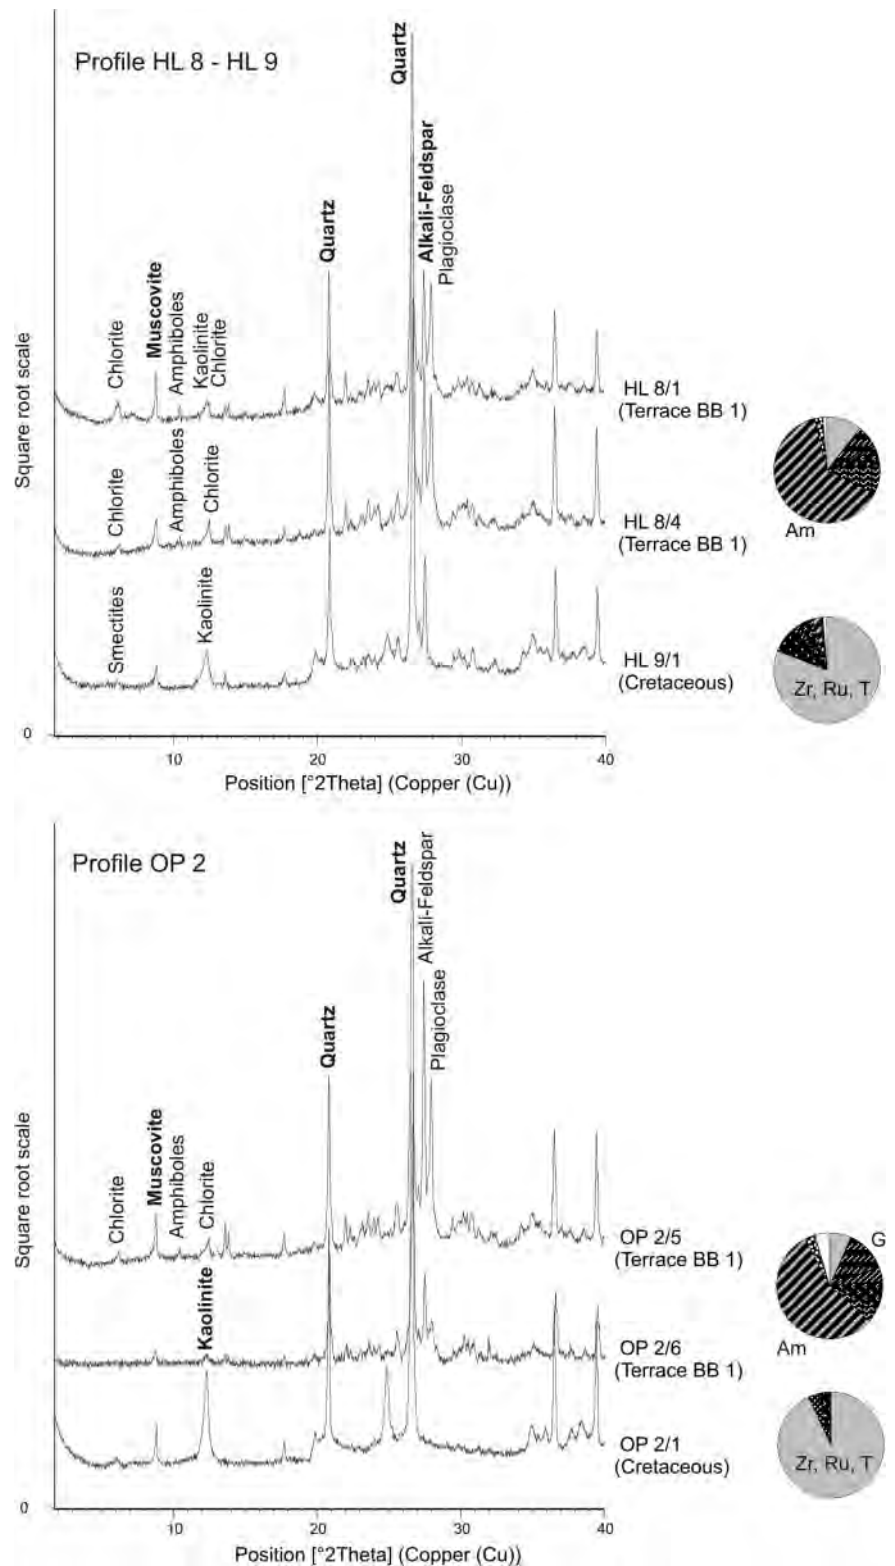 Profile HL 8 - HL 9
Quartz
Quartz
Alkali-Feldspar
Plagioclase
Chlorite
Muscovite
Amphiboles
Kaolinite
Chlorite
HL 8/1
(Terrace BB 1)
Chlorite
Amphiboles
Chlorite
HL 8/4
(Terrace BB 1)
Am
Smectites
Kaolinite
HL 9/1
(Cretaceous)
Zr, Ru, T
Square root scale
0
10
20
30
40
Position [°2Theta] (Copper (Cu))
Profile OP 2
Quartz
Quartz
Alkali-Feldspar
Plagioclase
Chlorite
Muscovite
Amphiboles
Chlorite
OP 2/5
(Terrace BB 1)
G
Am
Kaolinite
OP 2/6
(Terrace BB 1)
OP 2/1
(Cretaceous)
Zr, Ru, T
Square root scale
0
10
20
30
40
Position [°2Theta] (Copper (Cu))